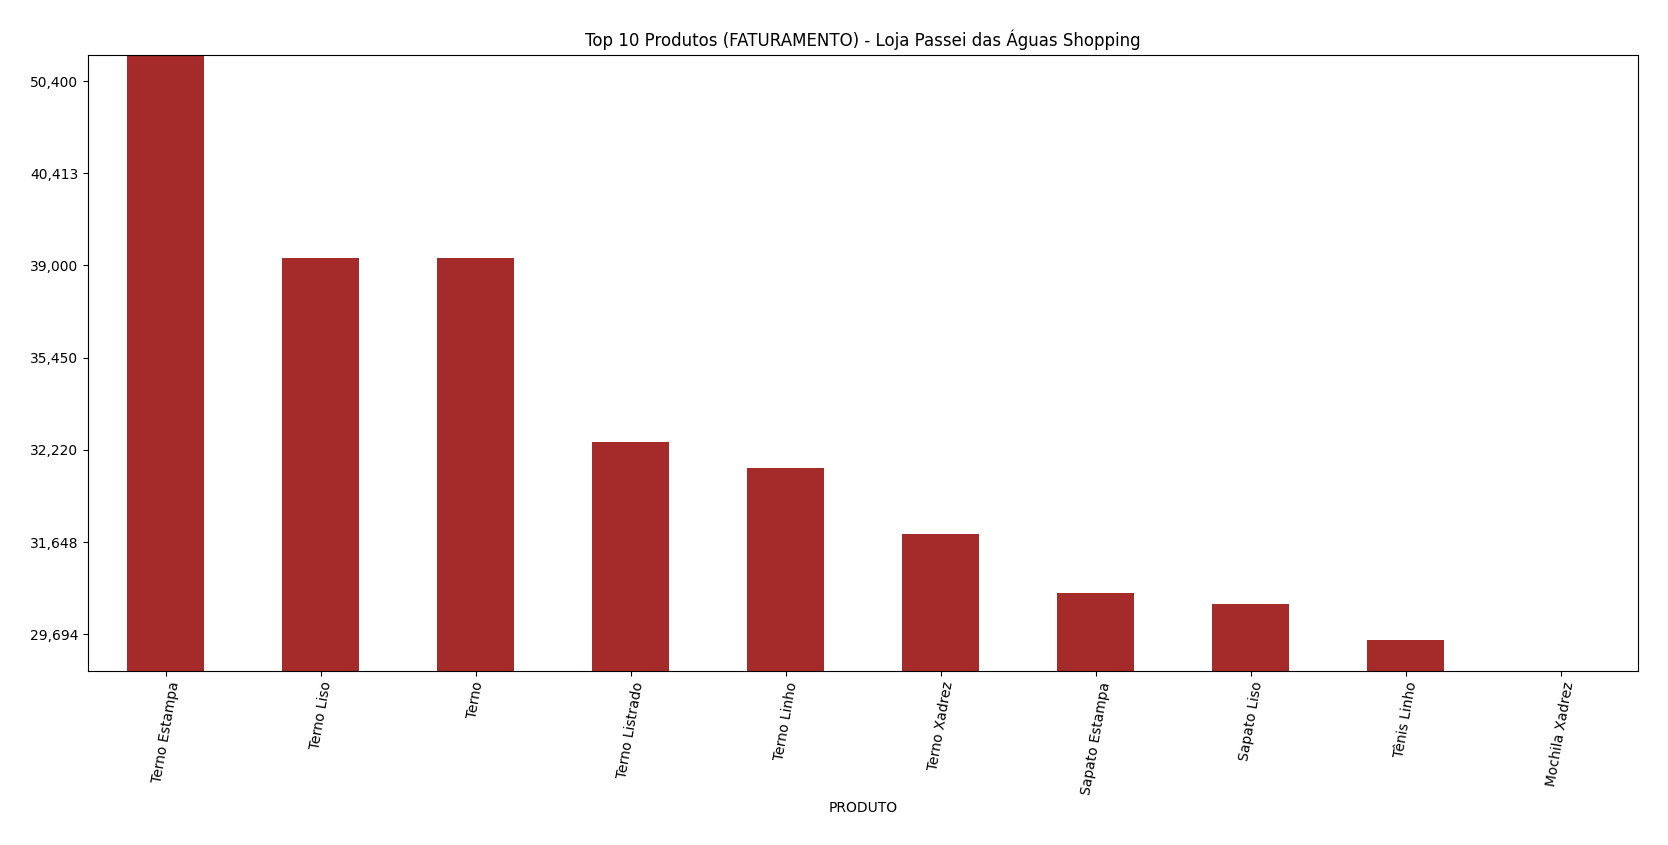 Top 10 Produtos (FATURAMENTO) - Loja Passei das Águas Shopping
50,400
40,413
39,000
35,450
32,220
31,648
29,694
Terno Estampa
Terno Liso
Terno
Terno Listrado
Terno Linho
Terno Xadrez
Sapato Estampa
Sapato Liso
Tênis Linho
Mochila Xadrez
PRODUTO